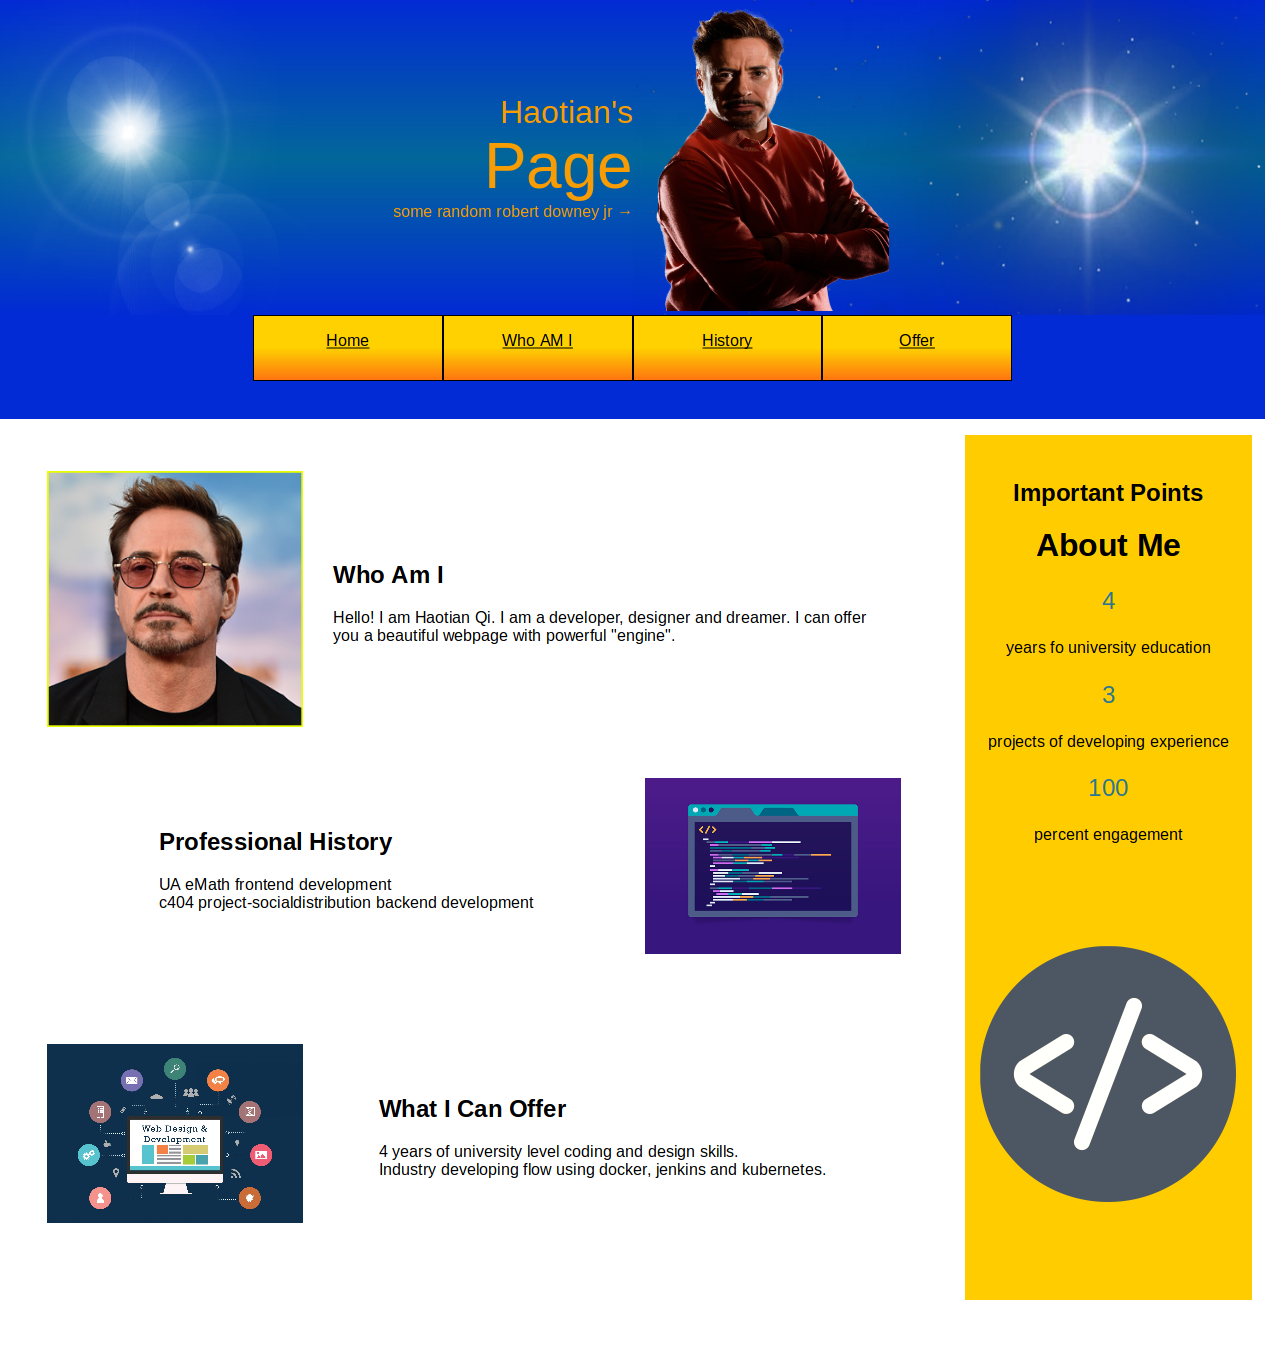 Haotian's
Page
some random robert downey jr →
Home
Who AM I
History
Offer
Who Am I
Hello! I am Haotian Qi. I am a developer, designer and dreamer. I can offer
you a beautiful webpage with powerful "engine".
Professional History
UA eMath frontend development
c404 project-socialdistribution backend development
</>
Web Design &
Development
What I Can Offer
4 years of university level coding and design skills.
Industry developing flow using docker, jenkins and kubernetes.
Important Points
About Me
4
years fo university education
3
projects of developing experience
100
percent engagement
</>